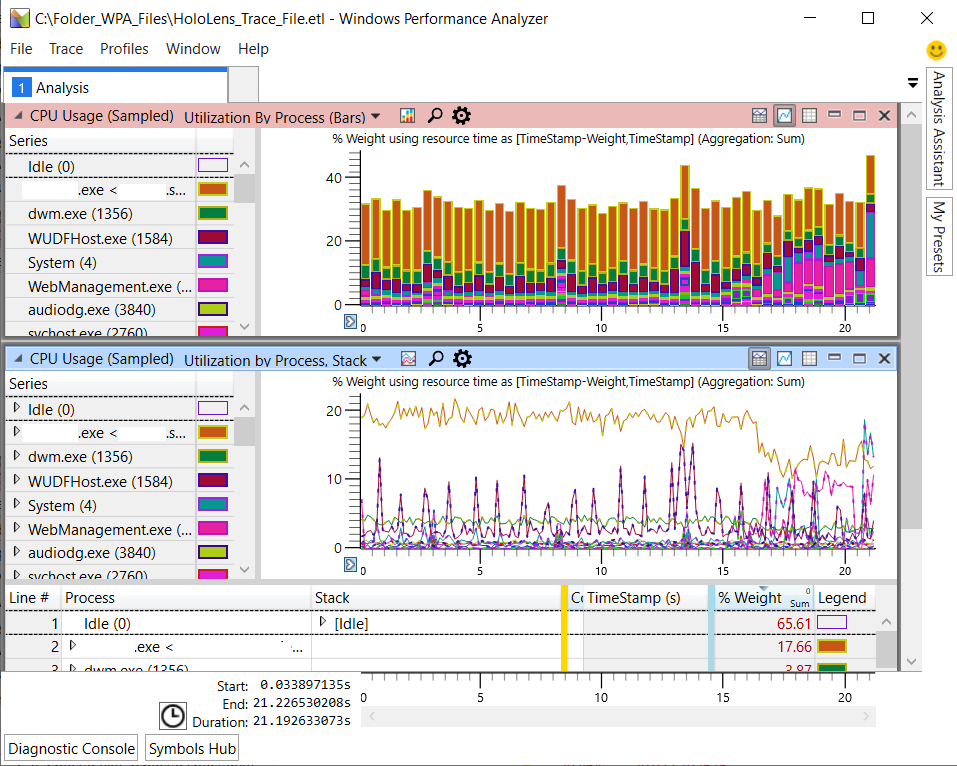 C:\Folder_WPA_Files\HoloLens_Trace_File.etl - Windows Performance Analyzer
File Trace Profiles Window Help
1 Analysis
CPU Usage (Sampled) Utilization By Process (Bars)
Series
Idle (0)
.exe < .s...
dwm.exe (1356)
WUDFHost.exe (1584)
System (4)
WebManagement.exe (...
audiodg.exe (3840)
svchost.exe (2760)
% Weight using resource time as [TimeStamp-Weight,TimeStamp] (Aggregation: Sum)
40
20
0
0 5 10 15 20
CPU Usage (Sampled) Utilization by Process, Stack
Series
Idle (0)
.exe < .s...
dwm.exe (1356)
WUDFHost.exe (1584)
System (4)
WebManagement.exe (...
audiodg.exe (3840)
svchost.exe (2760)
% Weight using resource time as [TimeStamp-Weight,TimeStamp] (Aggregation: Sum)
20
10
0
0 5 10 15 20
Line # Process Stack TimeStamp (s) % Weight 0 Sum Legend
1 Idle (0) [Idle] 65.61
2 .exe < ... 17.66
3 dwm.exe (1356) 3.87
Start: 0.033897135s
End: 21.226530208s
Duration: 21.192633073s
0 5 10 15 20
Diagnostic Console Symbols Hub
Analysis Assistant
My Presets